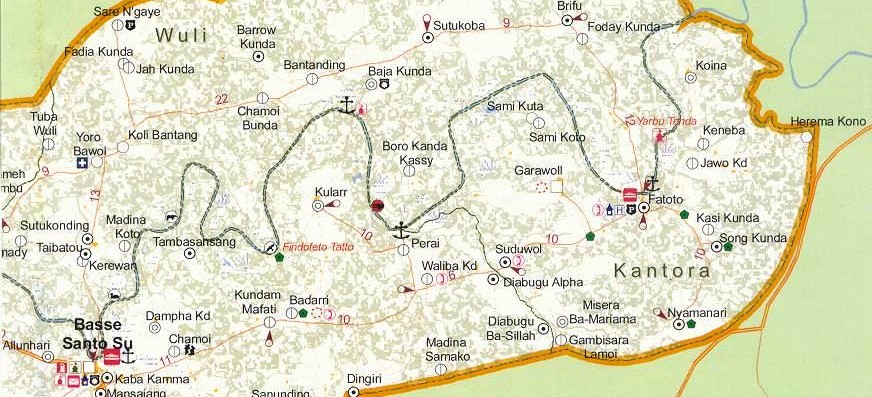 Sare N'gaye
Wuli
Fadia Kunda
Jah Kunda
Barrow
Kunda
Bantanding
Sutukoba
9
Brifu
Foday Kunda
Baja Kunda
Koina
22
Chamoi
Bunda
Tuba
Wuli
Koli Bantang
Yoro
Bawol
9
13
Sami Kuta
Sami Koto
12
Yarbu Tenda
Keneba
Jawo Kd
Herema Kono
Boro Kanda
Kassy
Garawoll
Kularr
Fatoto
H
P
Sutukonding
Madina
Koto
Taibatou
Kerewan
Tambasansang
Findofeto Tatto
10
Perai
Suduwol
10
Kasi Kunda
Song Kunda
10
Kantora
Waliba Kd
6
Diabugu Alpha
Kundam
Mafati
Badarri
10
Dampha Kd
Chamoi
11
Basse
Santo Su
Allunhari
Kaba Kamma
Mansajang
Misera
Ba-Mariama
Nyamanari
Diabugu
Ba-Sillah
Gambisara
Lamoi
Madina
Samako
Dingiri
Sanunding